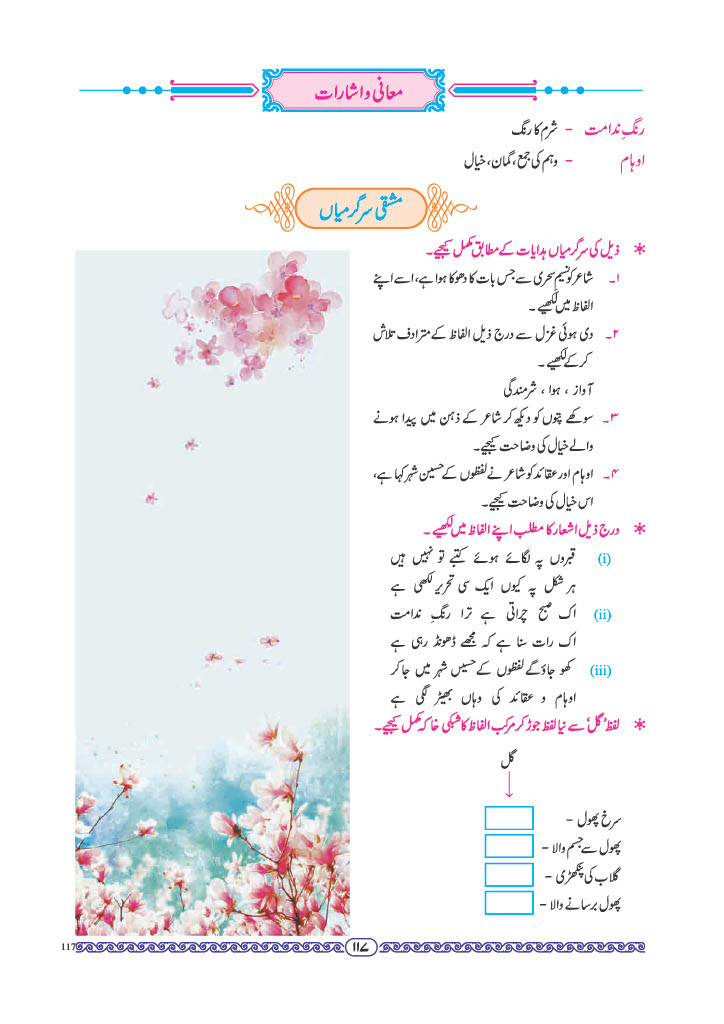 معانی و اشارات
رنگِ ندامت - شرم کا رنگ
اوہام - وہم کی جمع، گمان، خیال
مشقی سرگرمیاں
* ذیل کی سرگرمیاں ہدایات کے مطابق مکمل کیجیے۔
۱۔ شاعر کو نسیمِ سحری سے جس بات کا دھوکا ہوا ہے، اسے اپنے
الفاظ میں لکھیے۔
۲۔ دی ہوئی غزل سے درج ذیل الفاظ کے مترادف تلاش
کرکے لکھیے۔
آواز ، ہوا ، شرمندگی
۳۔ سوکھے پتوں کو دیکھ کر شاعر کے ذہن میں پیدا ہونے
والے خیال کی وضاحت کیجیے۔
۴۔ اوہام اور عقائد کو شاعر نے لفظوں کے حسین شہر کہا ہے،
اس خیال کی وضاحت کیجیے۔
* درج ذیل اشعار کا مطلب اپنے الفاظ میں لکھیے۔
(i) قبروں پہ لگائے ہوئے کتبے تو نہیں ہیں
ہر شکل پہ کیوں ایک سی تحریر لکھی ہے
(ii) اک صبح چراتی ہے ترا رنگِ ندامت
اک رات سنا ہے کہ مجھے ڈھونڈ رہی ہے
(iii) کھو جاؤگے لفظوں کے حسیں شہر میں جاکر
اوہام و عقائد کی وہاں بھیڑ لگی ہے
* لفظ 'گل' سے نیا لفظ جوڑ کر مرکب الفاظ کا شبکی خاکہ مکمل کیجیے۔
گل
سرخ پھول -
پھول سے جسم والا -
گلاب کی پنکھڑی -
پھول برسانے والا -
117
۱۱۷